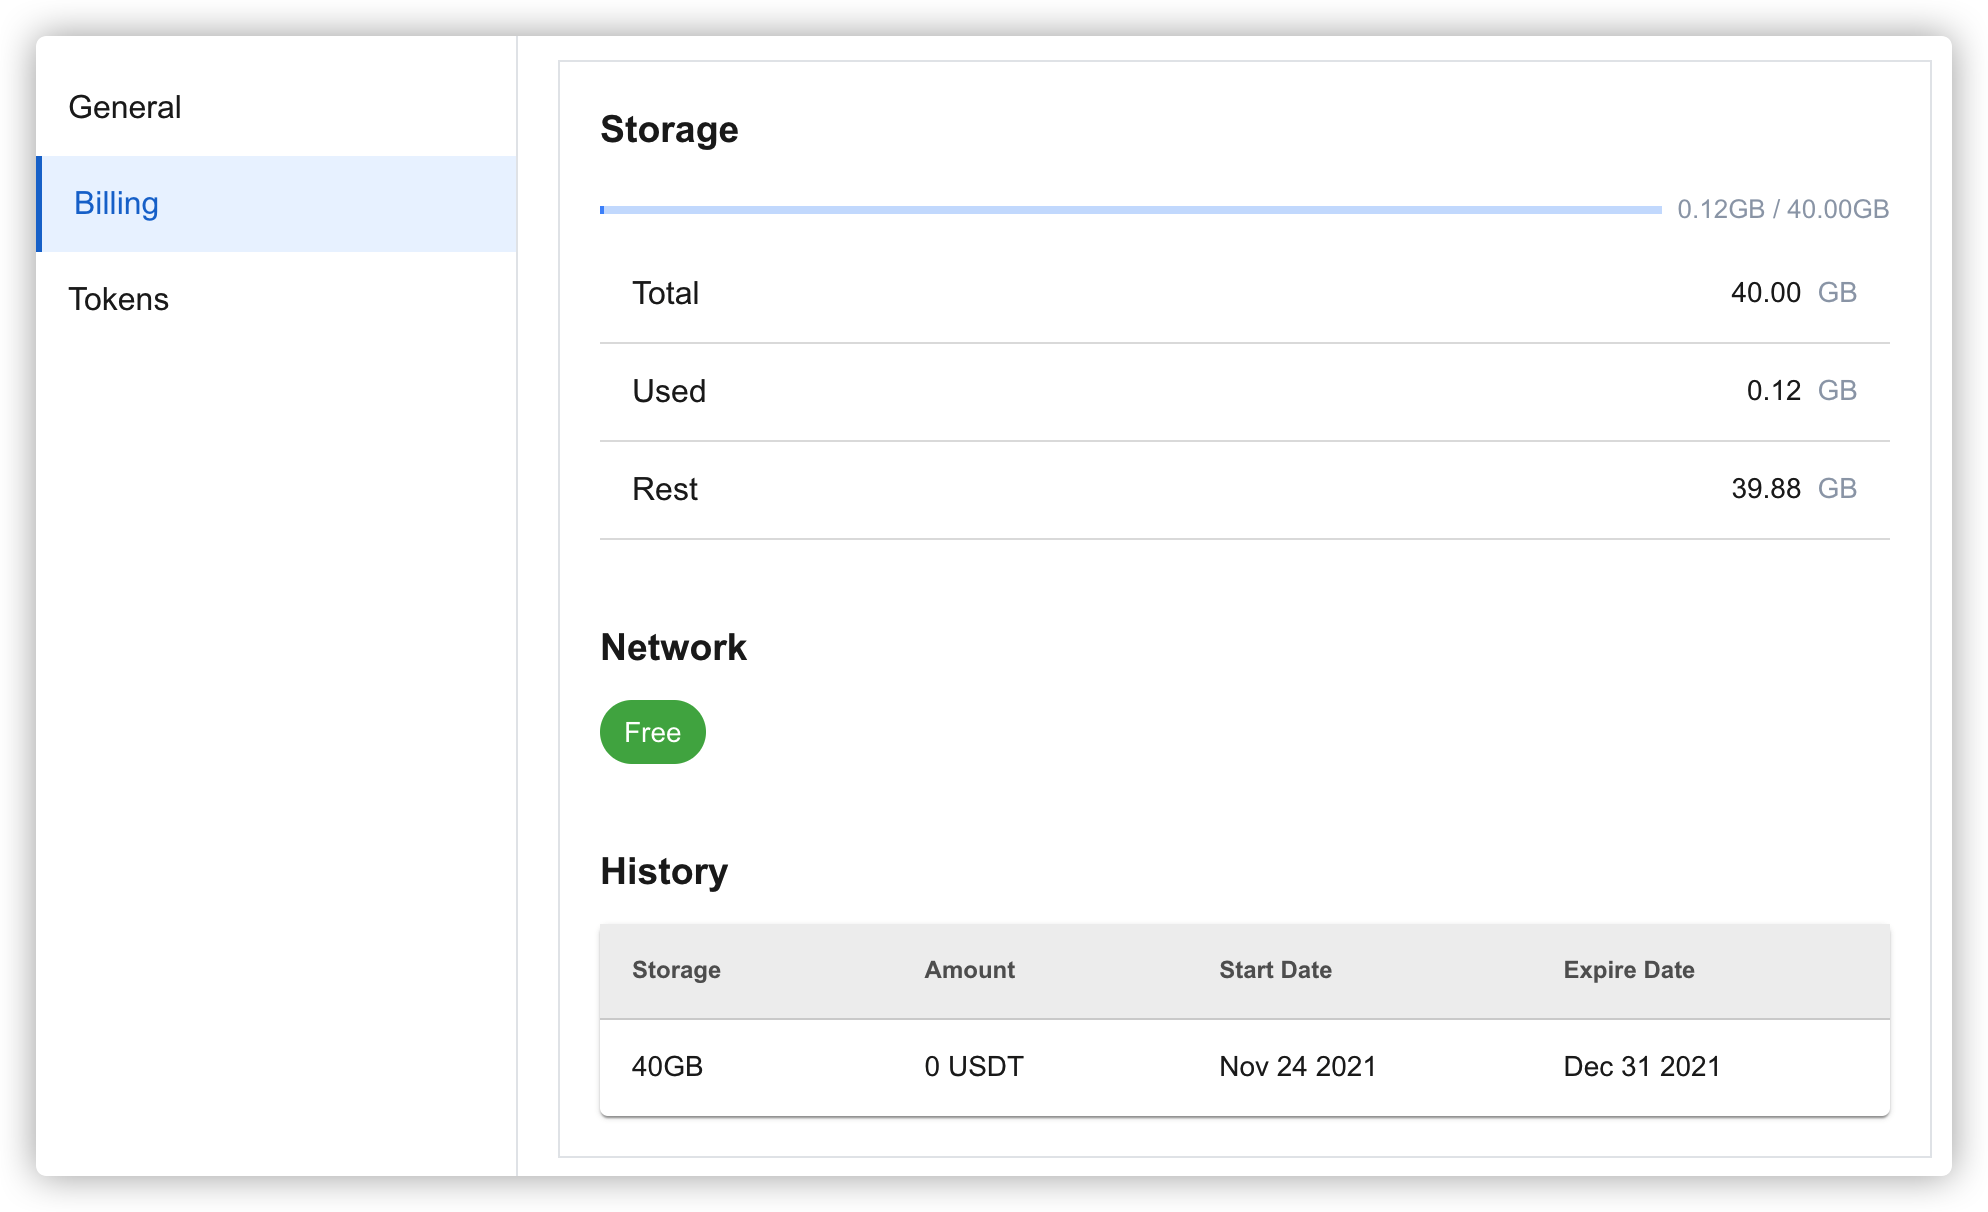 General
Billing
Tokens
Storage
0.12GB / 40.00GB
Total 40.00 GB
Used 0.12 GB
Rest 39.88 GB
Network
Free
History
Storage Amount Start Date Expire Date
40GB 0 USDT Nov 24 2021 Dec 31 2021